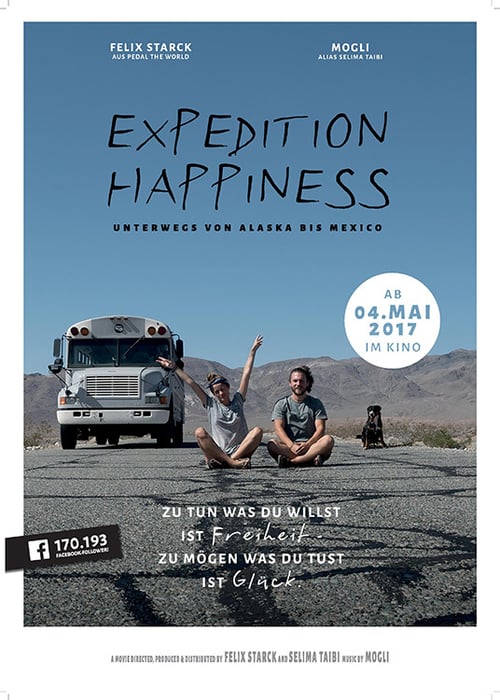 FELIX STARCK
AUS PEDAL THE WORLD
MOGLI
ALIAS SELIMA TAIBI
EXPEDITION
HAPPINESS
UNTERWEGS VON ALASKA BIS MEXICO
AB
04.MAI
2017
IM KINO
ZU TUN WAS DU WILLST
IST Freiheit.
ZU MÖGEN WAS DU TUST
IST Glück.
170.193
FACEBOOK-FOLLOWER!
A MOVIE DIRECTED, PRODUCED & DISTRIBUTED BY FELIX STARCK AND SELIMA TAIBI MUSIC BY MOGLI